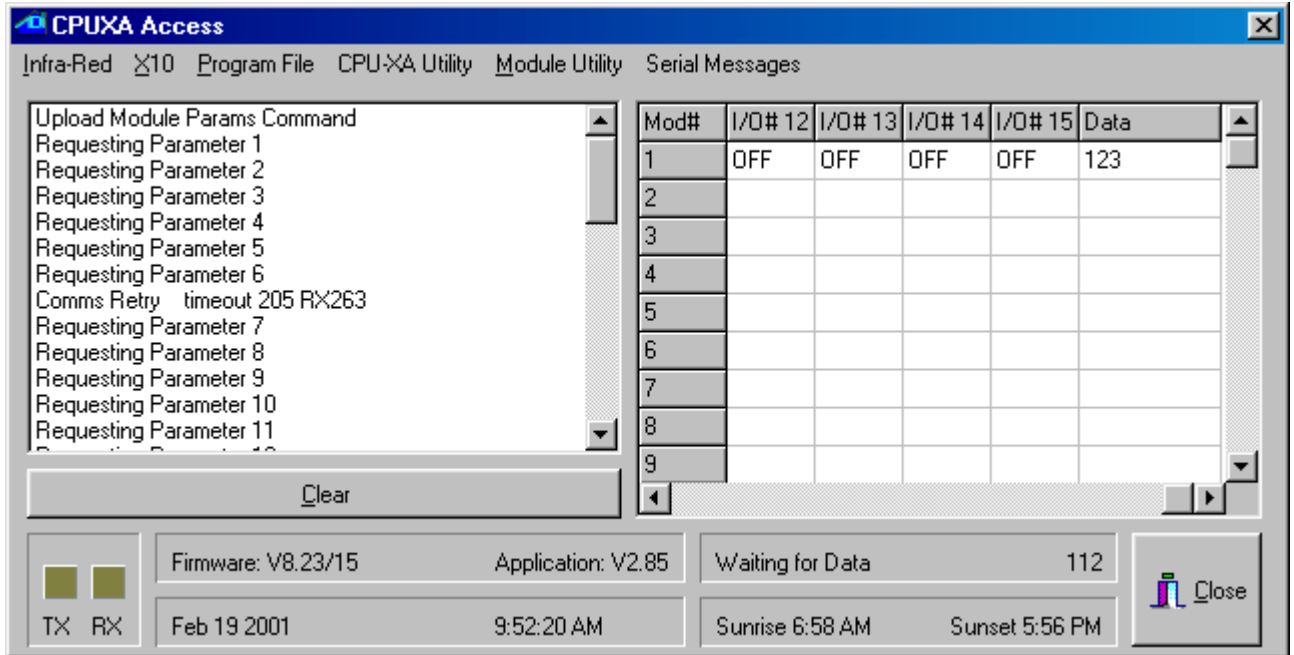 CPUXA Access
Infra-Red X10 Program File CPU-XA Utility Module Utility Serial Messages
Upload Module Params Command
Requesting Parameter 1
Requesting Parameter 2
Requesting Parameter 3
Requesting Parameter 4
Requesting Parameter 5
Requesting Parameter 6
Comms Retry timeout 205 RX263
Requesting Parameter 7
Requesting Parameter 8
Requesting Parameter 9
Requesting Parameter 10
Requesting Parameter 11
Clear
Mod# I/O# 12 I/O# 13 I/O# 14 I/O# 15 Data
1 OFF OFF OFF OFF 123
2
3
4
5
6
7
8
9
TX RX
Firmware: V8.23/15 Application: V2.85
Feb 19 2001 9:52:20 AM
Waiting for Data 112
Sunrise 6:58 AM Sunset 5:56 PM
Close